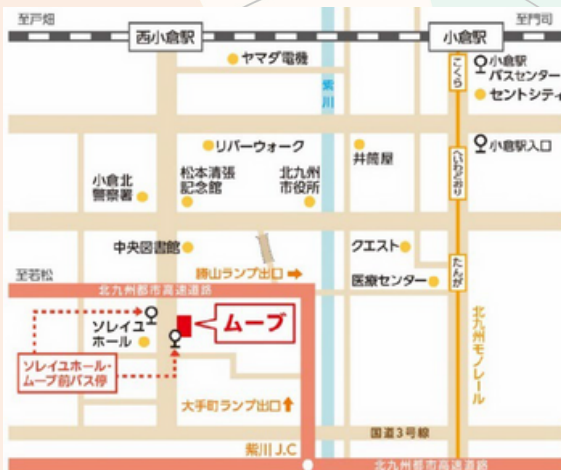 至戸畑
至門司
西小倉駅
小倉駅
ヤマダ電機
紫川
こくら
小倉駅
バスセンター
セントシティ
リバーウォーク
井筒屋
へいわどおり
小倉駅入口
小倉北
警察署
松本清張
記念館
北九州
市役所
中央図書館
クエスト
たんが
至若松
勝山ランプ出口
医療センター
北九州都市高速道路
ソレイユ
ホール
ムーブ
北九州モノレール
ソレイユホール・
ムーブ前バス停
大手町ランプ出口
国道3号線
紫川J.C
北九州都市高速道路